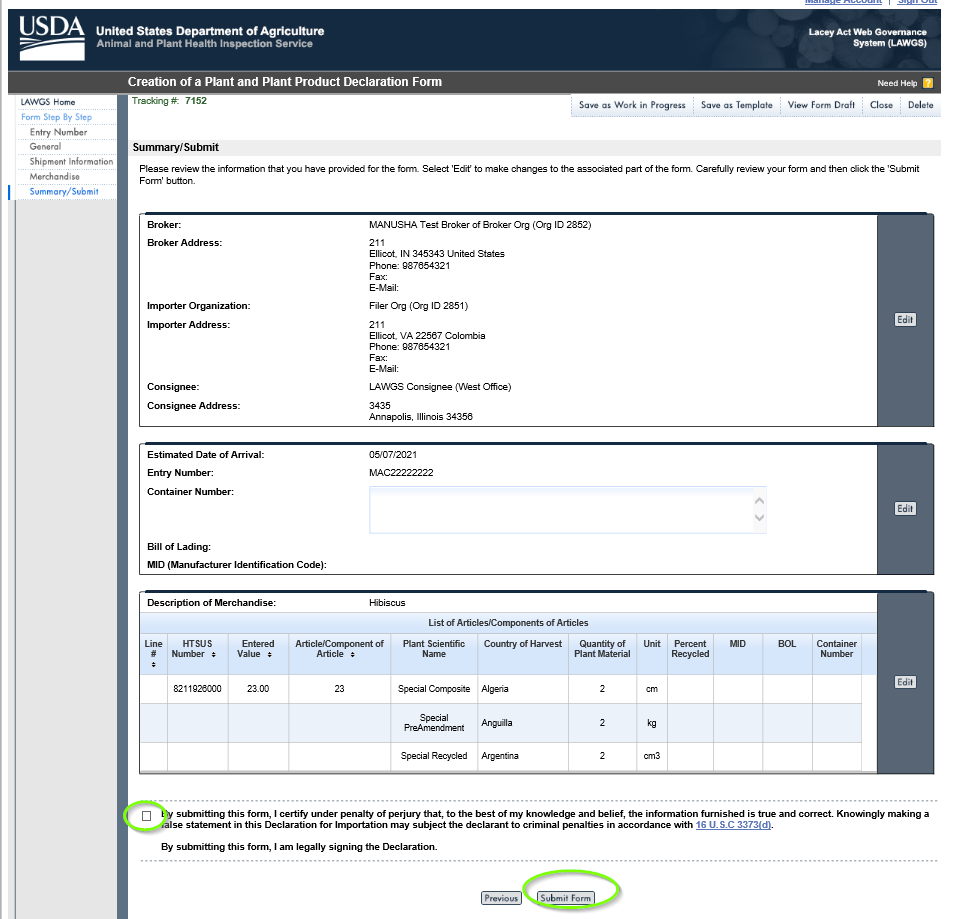 Manage Account | Sign Out
USDA
United States Department of Agriculture
Animal and Plant Health Inspection Service
Lacey Act Web Governance
System (LAWGS)
Creation of a Plant and Plant Product Declaration Form
Need Help ?
LAWGS Home
Form Step By Step
Entry Number
General
Shipment Information
Merchandise
Summary/Submit
Tracking #: 7152
Save as Work in Progress Save as Template View Form Draft Close Delete
Summary/Submit
Please review the information that you have provided for the form. Select 'Edit' to make changes to the associated part of the form. Carefully review your form and then click the 'Submit
Form' button.
Broker: MANUSHA Test Broker of Broker Org (Org ID 2852)
Broker Address: 211
Ellicot, IN 345343 United States
Phone: 987654321
Fax:
E-Mail:
Importer Organization: Filer Org (Org ID 2851)
Importer Address: 211
Ellicot, VA 22567 Colombia
Phone: 987654321
Fax:
E-Mail:
Consignee: LAWGS Consignee (West Office)
Consignee Address: 3435
Annapolis, Illinois 34356
Edit
Estimated Date of Arrival: 05/07/2021
Entry Number: MAC22222222
Container Number:
Bill of Lading:
MID (Manufacturer Identification Code):
Edit
Description of Merchandise: Hibiscus
List of Articles/Components of Articles
Line # HTSUS Number Entered Value Article/Component of Article Plant Scientific Name Country of Harvest Quantity of Plant Material Unit Percent Recycled MID BOL Container Number
8211926000 23.00 23 Special Composite Algeria 2 cm
Special PreAmendment Anguilla 2 kg
Special Recycled Argentina 2 cm3
Edit
By submitting this form, I certify under penalty of perjury that, to the best of my knowledge and belief, the information furnished is true and correct. Knowingly making a
false statement in this Declaration for Importation may subject the declarant to criminal penalties in accordance with 16 U.S.C 3373(d).
By submitting this form, I am legally signing the Declaration.
Previous Submit Form